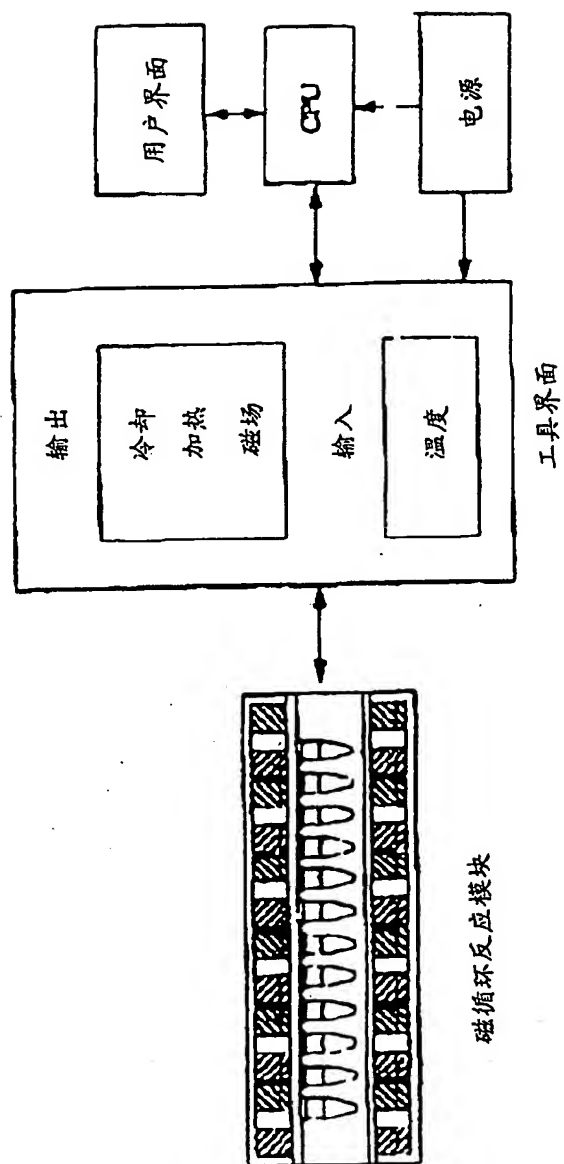 用户界面
CPU
电源
输出
冷却
加热
磁场
输入
温度
工具界面
磁循环反应模块